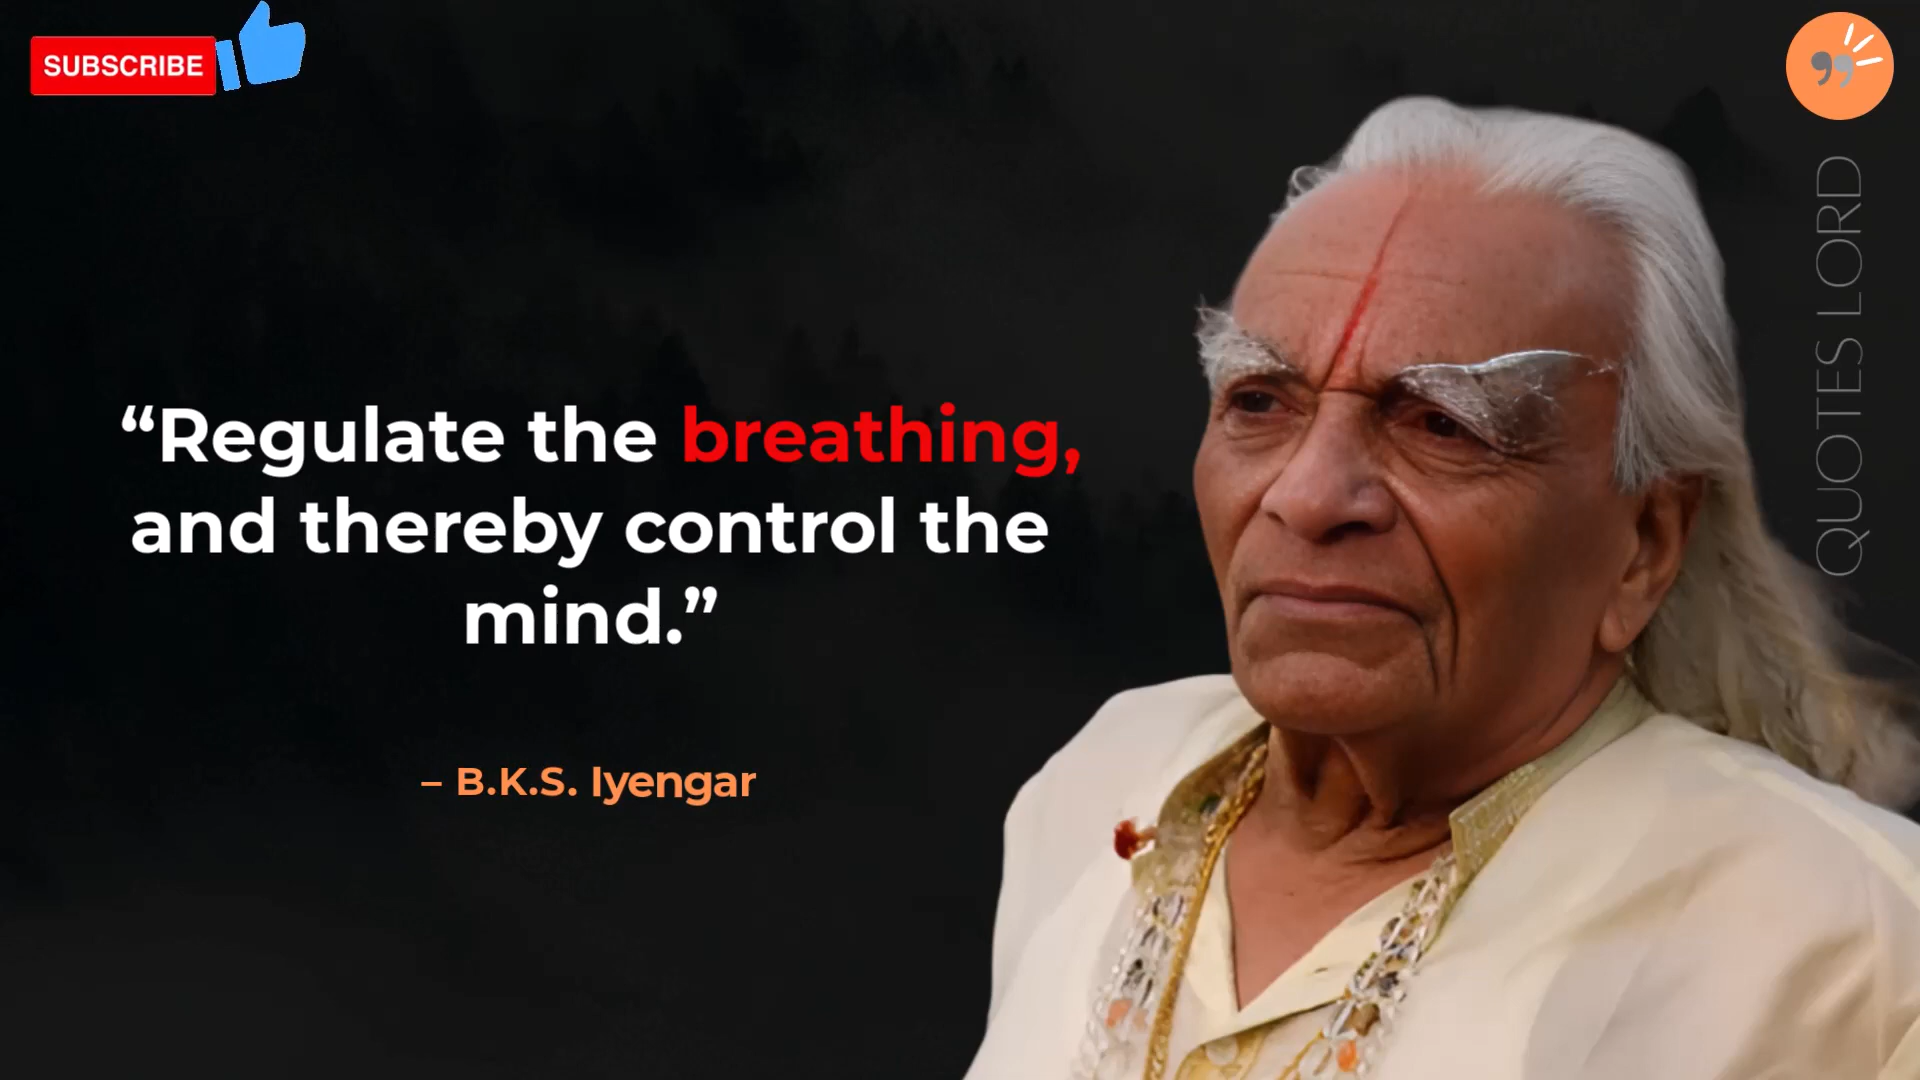 SUBSCRIBE
“Regulate the breathing,
and thereby control the
mind.”
– B.K.S. Iyengar
QUOTES LORD